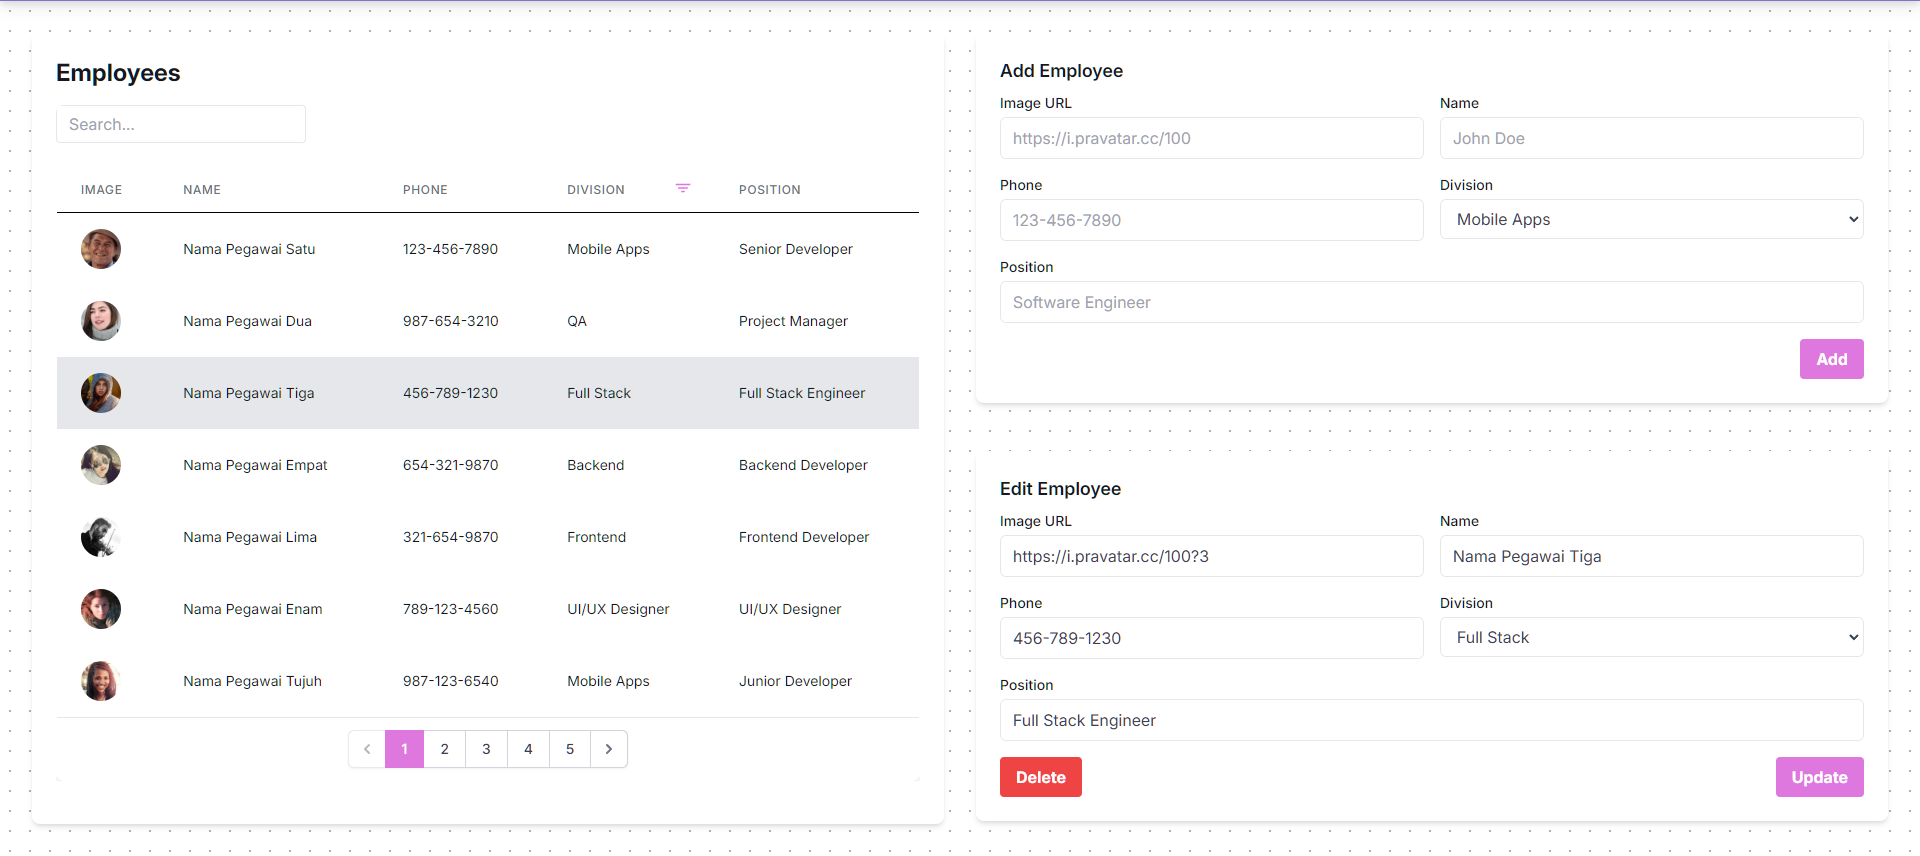 Employees
Search...
IMAGE NAME PHONE DIVISION POSITION
Nama Pegawai Satu 123-456-7890 Mobile Apps Senior Developer
Nama Pegawai Dua 987-654-3210 QA Project Manager
Nama Pegawai Tiga 456-789-1230 Full Stack Full Stack Engineer
Nama Pegawai Empat 654-321-9870 Backend Backend Developer
Nama Pegawai Lima 321-654-9870 Frontend Frontend Developer
Nama Pegawai Enam 789-123-4560 UI/UX Designer UI/UX Designer
Nama Pegawai Tujuh 987-123-6540 Mobile Apps Junior Developer
1 2 3 4 5
Add Employee
Image URL Name
https://i.pravatar.cc/100 John Doe
Phone Division
123-456-7890 Mobile Apps
Position
Software Engineer
Add
Edit Employee
Image URL Name
https://i.pravatar.cc/100?3 Nama Pegawai Tiga
Phone Division
456-789-1230 Full Stack
Position
Full Stack Engineer
Delete Update